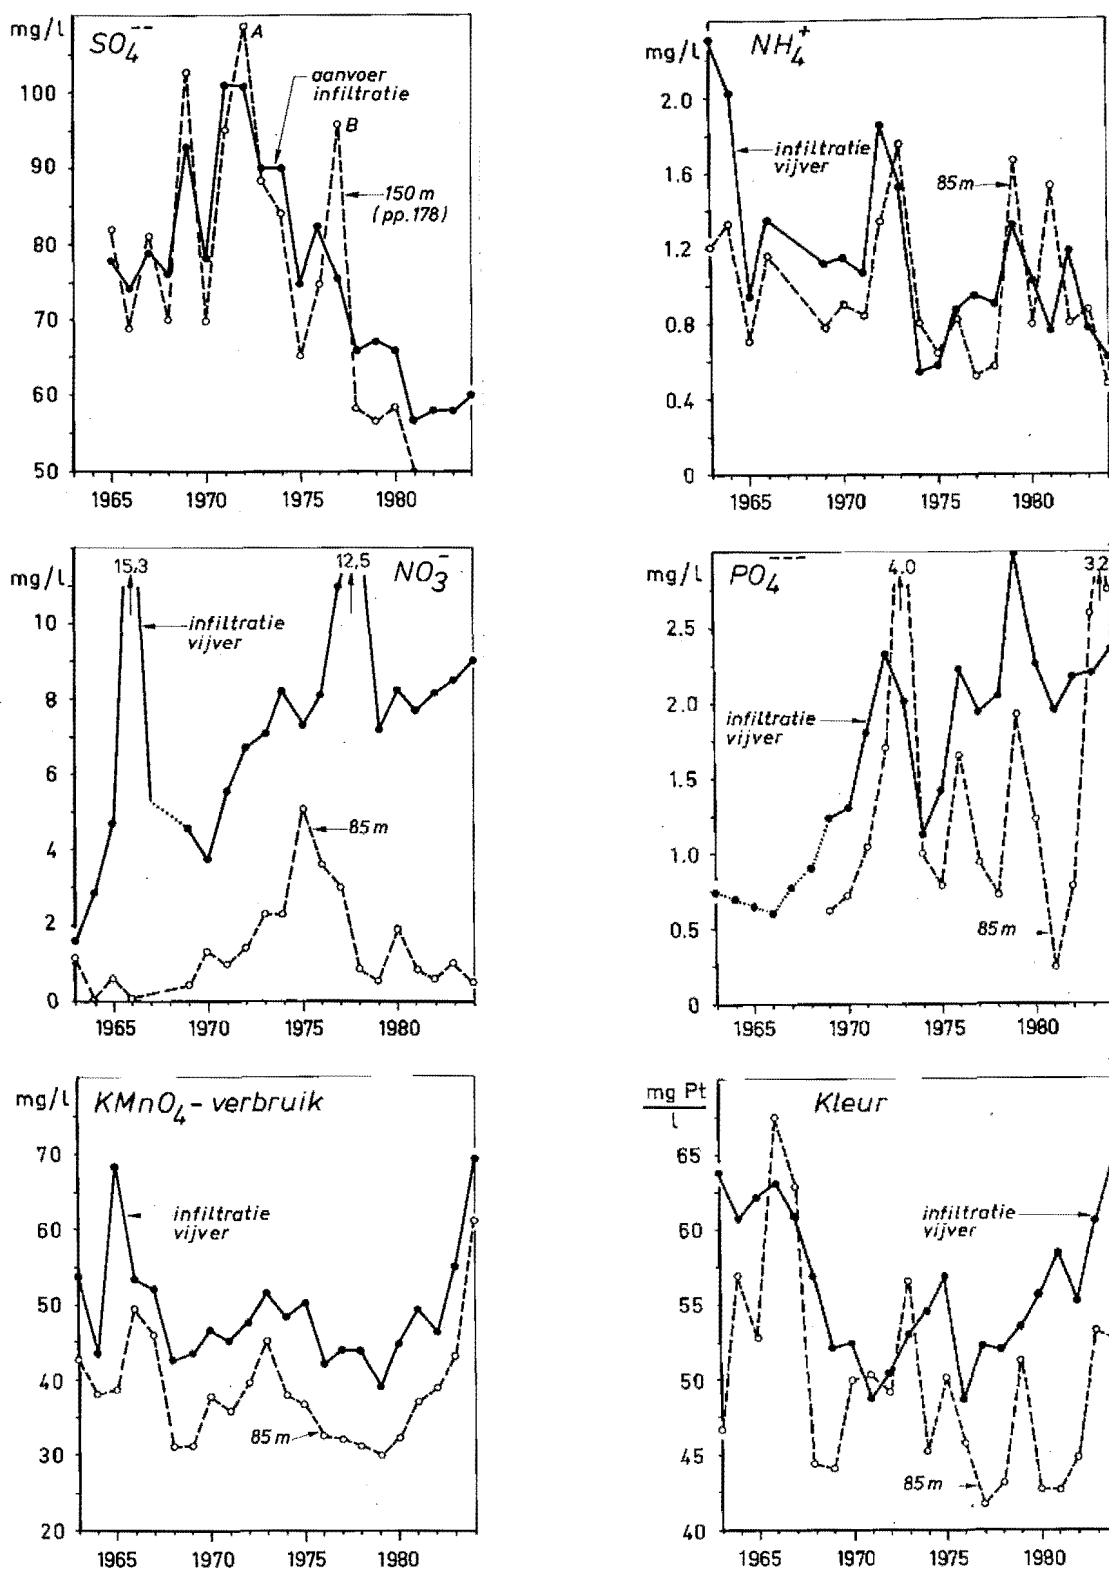 mg/l
SO₄⁻⁻
A
aanvoer
infiltratie
B
150 m
(pp.178)
100
90
80
70
60
50
1965 1970 1975 1980
mg/l
NH₄⁺
infiltratie
vijver
85 m
2.0
1.6
1.2
0.8
0.4
0
1965 1970 1975 1980
mg/l
15,3
12,5
NO₃⁻
infiltratie
vijver
85 m
10
8
6
4
2
0
1965 1970 1975 1980
mg/l
PO₄⁻⁻⁻
4.0
3,2
infiltratie
vijver
85 m
2.5
2.0
1.5
1.0
0.5
0
1965 1970 1975 1980
mg/l
KMnO₄ - verbruik
infiltratie
vijver
85 m
70
60
50
40
30
20
1965 1970 1975 1980
mg Pt
l
Kleur
infiltratie
vijver
85 m
65
60
55
50
45
40
1965 1970 1975 1980